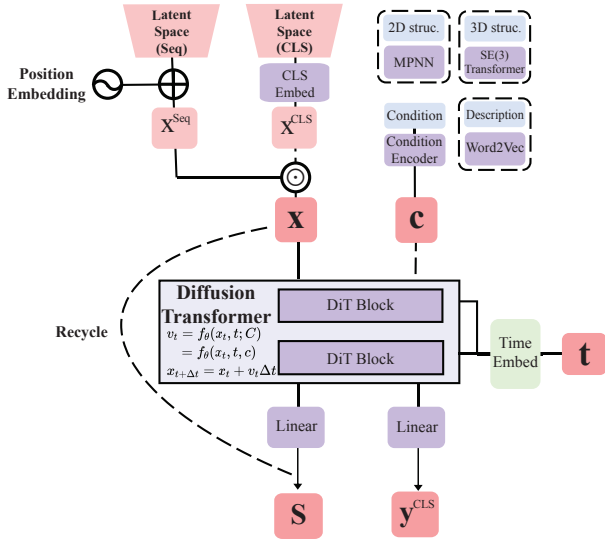 Latent
Space
(Seq)
Latent
Space
(CLS)
2D struc.
MPNN
3D struc.
SE(3)
Transformer
Position
Embedding
CLS
Embed
X^Seq
X^CLS
Condition
Condition
Encoder
Description
Word2Vec
x
c
Diffusion
Transformer
v_t = f_θ(x_t, t; C)
= f_θ(x_t, t, c)
x_{t+Δt} = x_t + v_tΔt
DiT Block
DiT Block
Recycle
Time
Embed
t
Linear
Linear
S
y^CLS